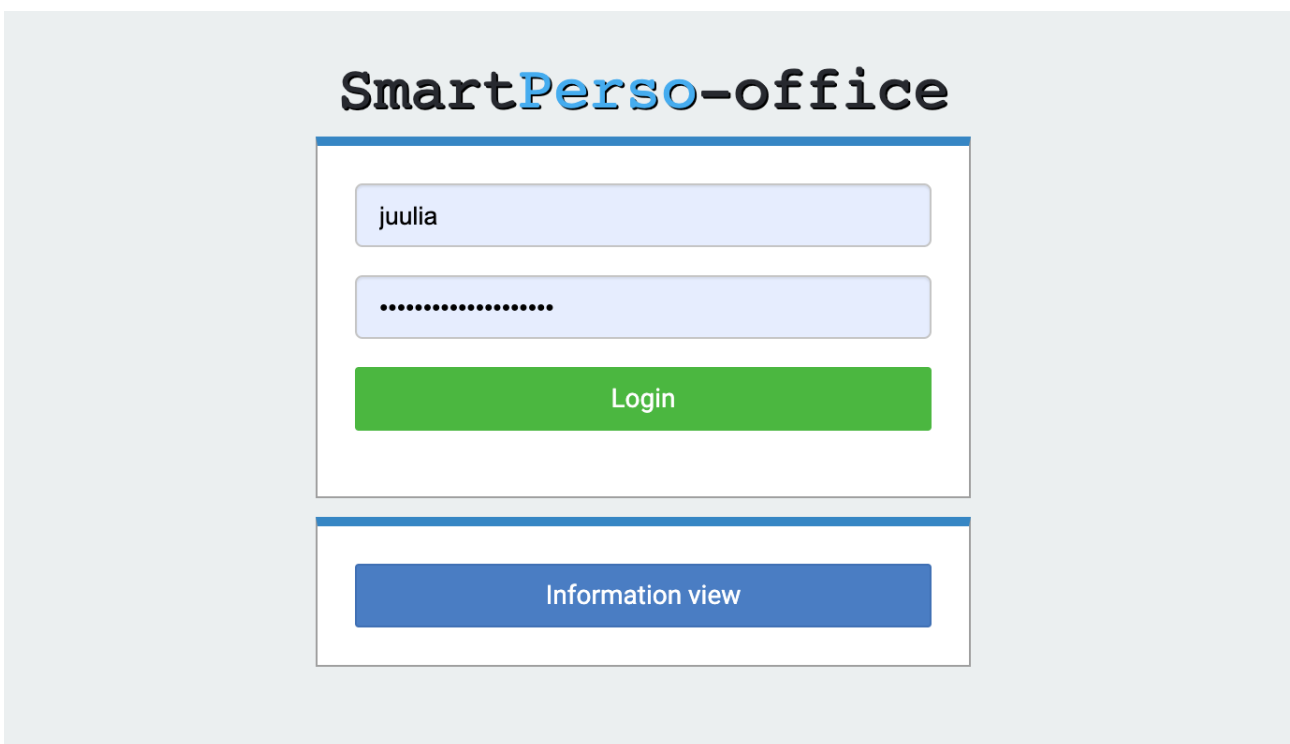 SmartPerso-office
juulia
••••••••••••••••••••
Login
Information view